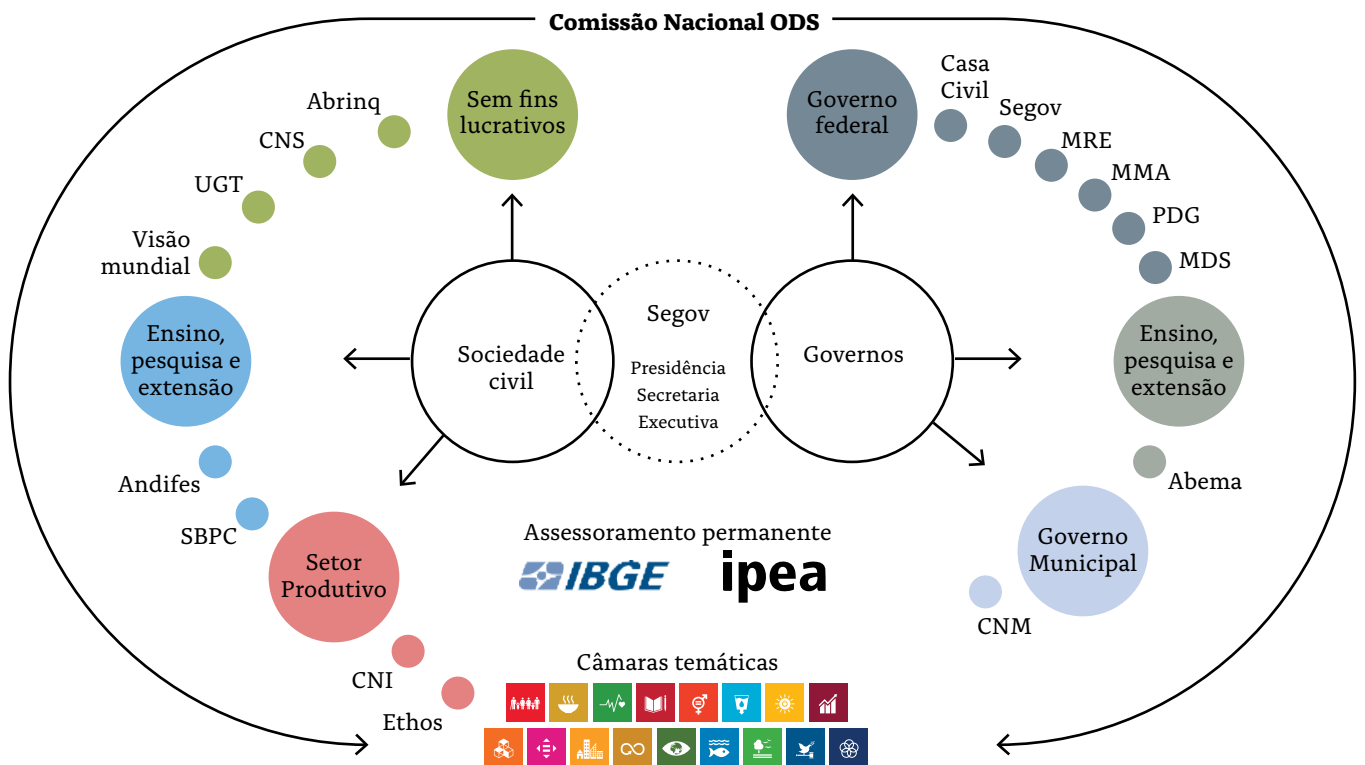 Comissão Nacional ODS
Sem fins
lucrativos
Abrinq
CNS
UGT
Visão
mundial
Ensino,
pesquisa e
extensão
Andifes
SBPC
Setor
Produtivo
CNI
Ethos
Sociedade
civil
Segov
Presidência
Secretaria
Executiva
Governos
Governo
federal
Casa
Civil
Segov
MRE
MMA
PDG
MDS
Ensino,
pesquisa e
extensão
Abema
Governo
Municipal
CNM
Assessoramento permanente
IBGE
ipea
Câmaras temáticas